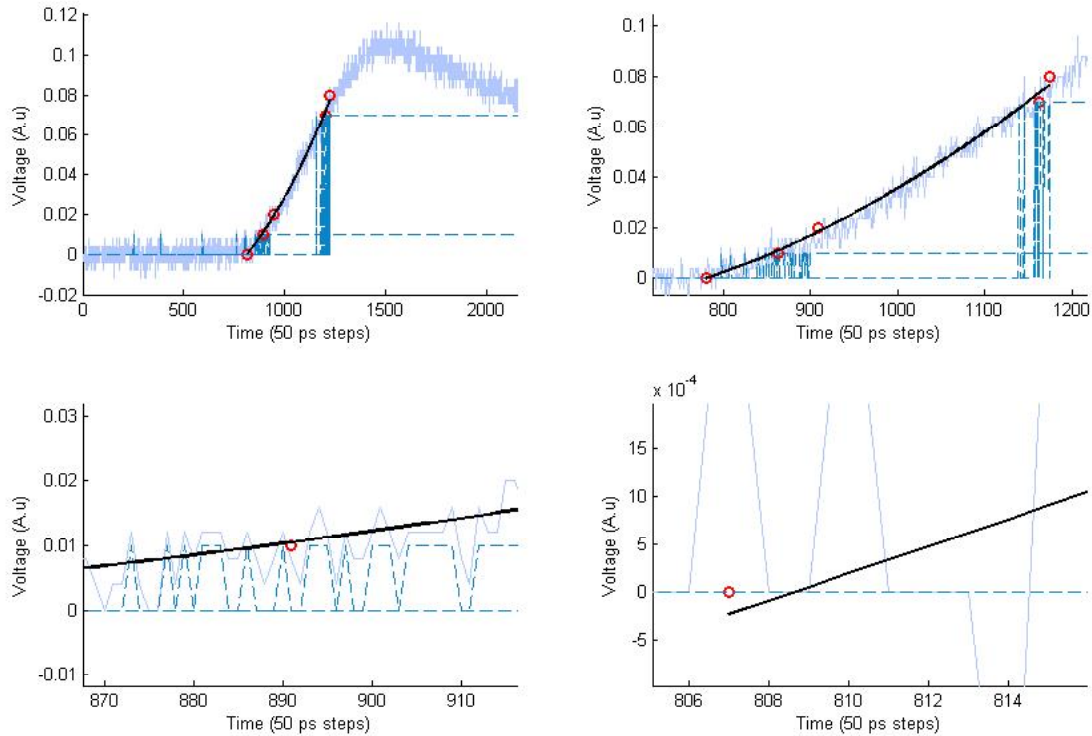 0.12
0.1
0.08
0.06
0.04
0.02
0
-0.02
Voltage (A.u)
0 500 1000 1500 2000
Time (50 ps steps)
0.1
0.08
0.06
0.04
0.02
0
Voltage (A.u)
800 900 1000 1100 1200
Time (50 ps steps)
0.03
0.02
0.01
0
-0.01
Voltage (A.u)
870 880 890 900 910
Time (50 ps steps)
x 10-4
15
10
5
0
-5
Voltage (A.u)
806 808 810 812 814
Time (50 ps steps)